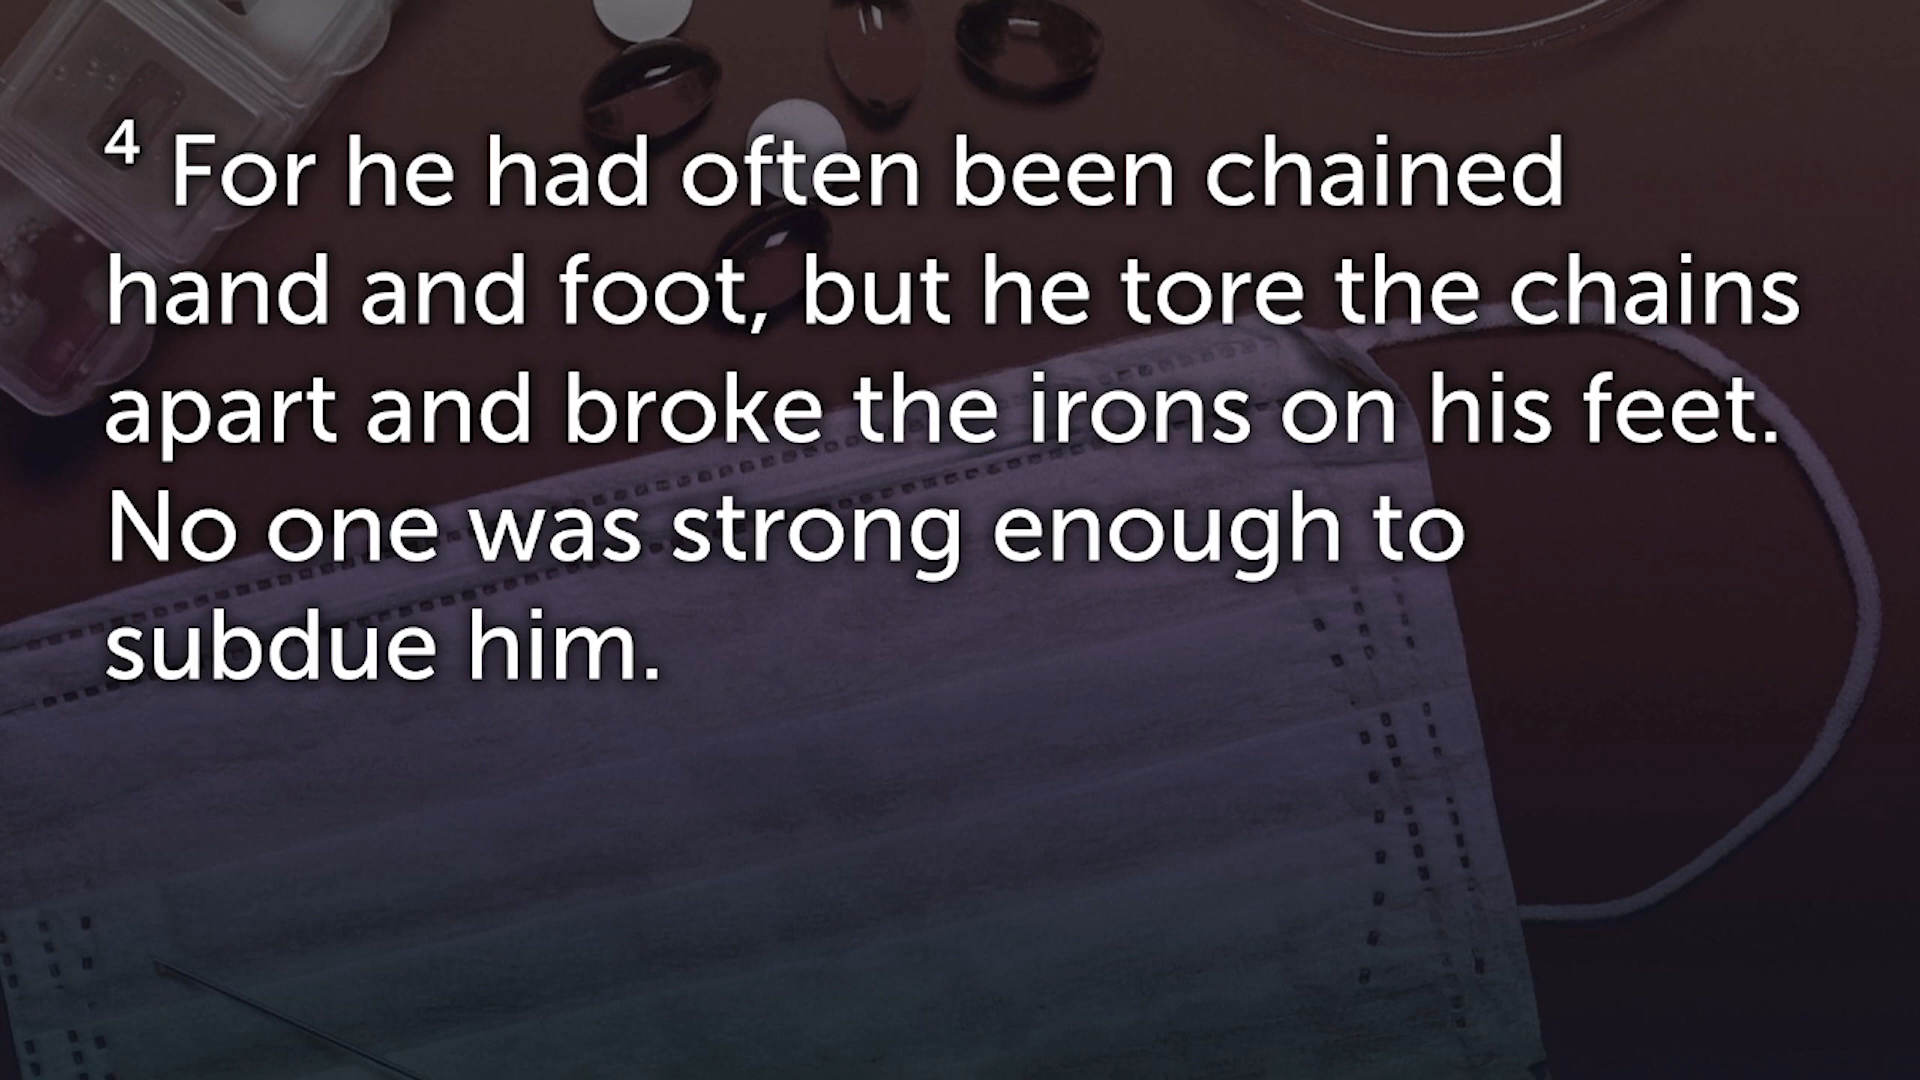 4 For he had often been chained
hand and foot, but he tore the chains
apart and broke the irons on his feet.
No one was strong enough to
subdue him.